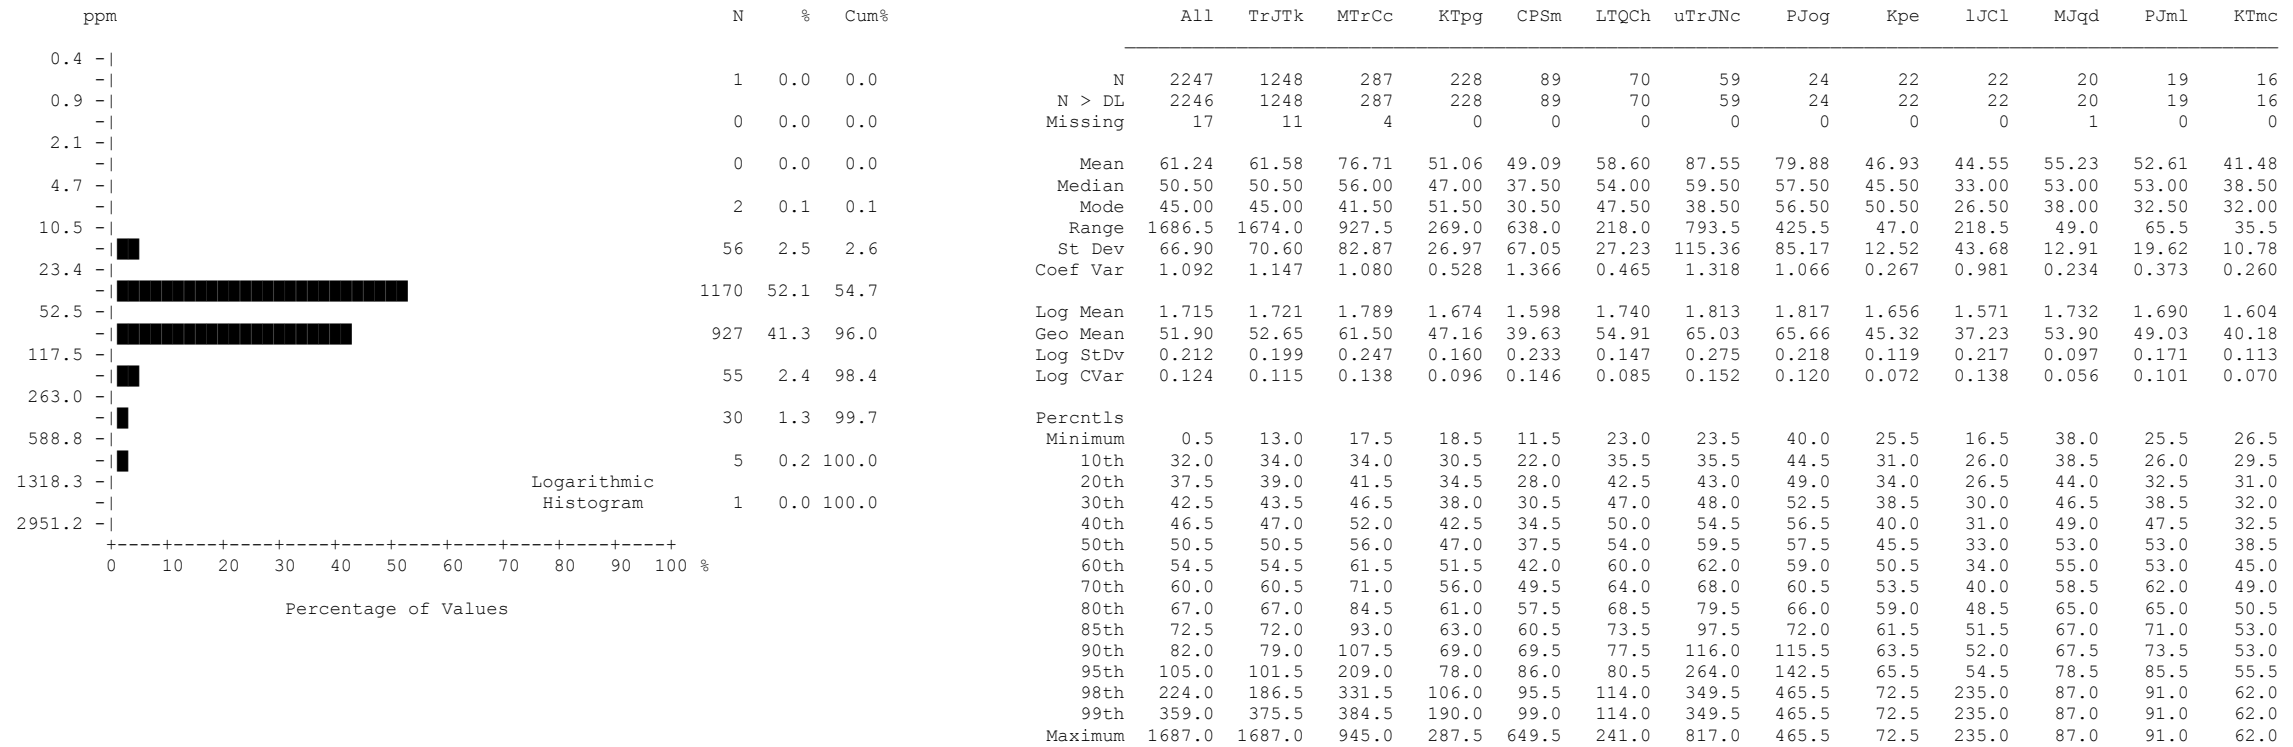 ppm N % Cum% All TrJTk MTrCc KTpg CPSm LTQCh uTrJNc PJog Kpe lJCl MJqd PJml KTmc
0.4 -|
-| 1 0.0 0.0 N 2247 1248 287 228 89 70 59 24 22 22 20 19 16
0.9 -| N > DL 2246 1248 287 228 89 70 59 24 22 22 20 19 16
-| 0 0.0 0.0 Missing 17 11 4 0 0 0 0 0 0 0 1 0 0
2.1 -|
-| 0 0.0 0.0 Mean 61.24 61.58 76.71 51.06 49.09 58.60 87.55 79.88 46.93 44.55 55.23 52.61 41.48
4.7 -| Median 50.50 50.50 56.00 47.00 37.50 54.00 59.50 57.50 45.50 33.00 53.00 53.00 38.50
-| 2 0.1 0.1 Mode 45.00 45.00 41.50 51.50 30.50 47.50 38.50 56.50 50.50 26.50 38.00 32.50 32.00
10.5 -| Range 1686.5 1674.0 927.5 269.0 638.0 218.0 793.5 425.5 47.0 218.5 49.0 65.5 35.5
-| 56 2.5 2.6 St Dev 66.90 70.60 82.87 26.97 67.05 27.23 115.36 85.17 12.52 43.68 12.91 19.62 10.78
23.4 -| Coef Var 1.092 1.147 1.080 0.528 1.366 0.465 1.318 1.066 0.267 0.981 0.234 0.373 0.260
-| 1170 52.1 54.7
52.5 -| Log Mean 1.715 1.721 1.789 1.674 1.598 1.740 1.813 1.817 1.656 1.571 1.732 1.690 1.604
-| 927 41.3 96.0 Geo Mean 51.90 52.65 61.50 47.16 39.63 54.91 65.03 65.66 45.32 37.23 53.90 49.03 40.18
117.5 -| Log StDv 0.212 0.199 0.247 0.160 0.233 0.147 0.275 0.218 0.119 0.217 0.097 0.171 0.113
-| 55 2.4 98.4 Log CVar 0.124 0.115 0.138 0.096 0.146 0.085 0.152 0.120 0.072 0.138 0.056 0.101 0.070
263.0 -|
-| 30 1.3 99.7 Percntls
588.8 -| Minimum 0.5 13.0 17.5 18.5 11.5 23.0 23.5 40.0 25.5 16.5 38.0 25.5 26.5
-| 5 0.2 100.0 10th 32.0 34.0 34.0 30.5 22.0 35.5 35.5 44.5 31.0 26.0 38.5 26.0 29.5
1318.3 -| Logarithmic 20th 37.5 39.0 41.5 34.5 28.0 42.5 43.0 49.0 34.0 26.5 44.0 32.5 31.0
-| Histogram 1 0.0 100.0 30th 42.5 43.5 46.5 38.0 30.5 47.0 48.0 52.5 38.5 30.0 46.5 38.5 32.0
2951.2 -| 40th 46.5 47.0 52.0 42.5 34.5 50.0 54.5 56.5 40.0 31.0 49.0 47.5 32.5
+----+----+----+----+----+----+----+----+----+----+ 50th 50.5 50.5 56.0 47.0 37.5 54.0 59.5 57.5 45.5 33.0 53.0 53.0 38.5
0 10 20 30 40 50 60 70 80 90 100 % 60th 54.5 54.5 61.5 51.5 42.0 60.0 62.0 59.0 50.5 34.0 55.0 53.0 45.0
70th 60.0 60.5 71.0 56.0 49.5 64.0 68.0 60.5 53.5 40.0 58.5 62.0 49.0
Percentage of Values 80th 67.0 67.0 84.5 61.0 57.5 68.5 79.5 66.0 59.0 48.5 65.0 65.0 50.5
85th 72.5 72.0 93.0 63.0 60.5 73.5 97.5 72.0 61.5 51.5 67.0 71.0 53.0
90th 82.0 79.0 107.5 69.0 69.5 77.5 116.0 115.5 63.5 52.0 67.5 73.5 53.0
95th 105.0 101.5 209.0 78.0 86.0 80.5 264.0 142.5 65.5 54.5 78.5 85.5 55.5
98th 224.0 186.5 331.5 106.0 95.5 114.0 349.5 465.5 72.5 235.0 87.0 91.0 62.0
99th 359.0 375.5 384.5 190.0 99.0 114.0 349.5 465.5 72.5 235.0 87.0 91.0 62.0
Maximum 1687.0 1687.0 945.0 287.5 649.5 241.0 817.0 465.5 72.5 235.0 87.0 91.0 62.0